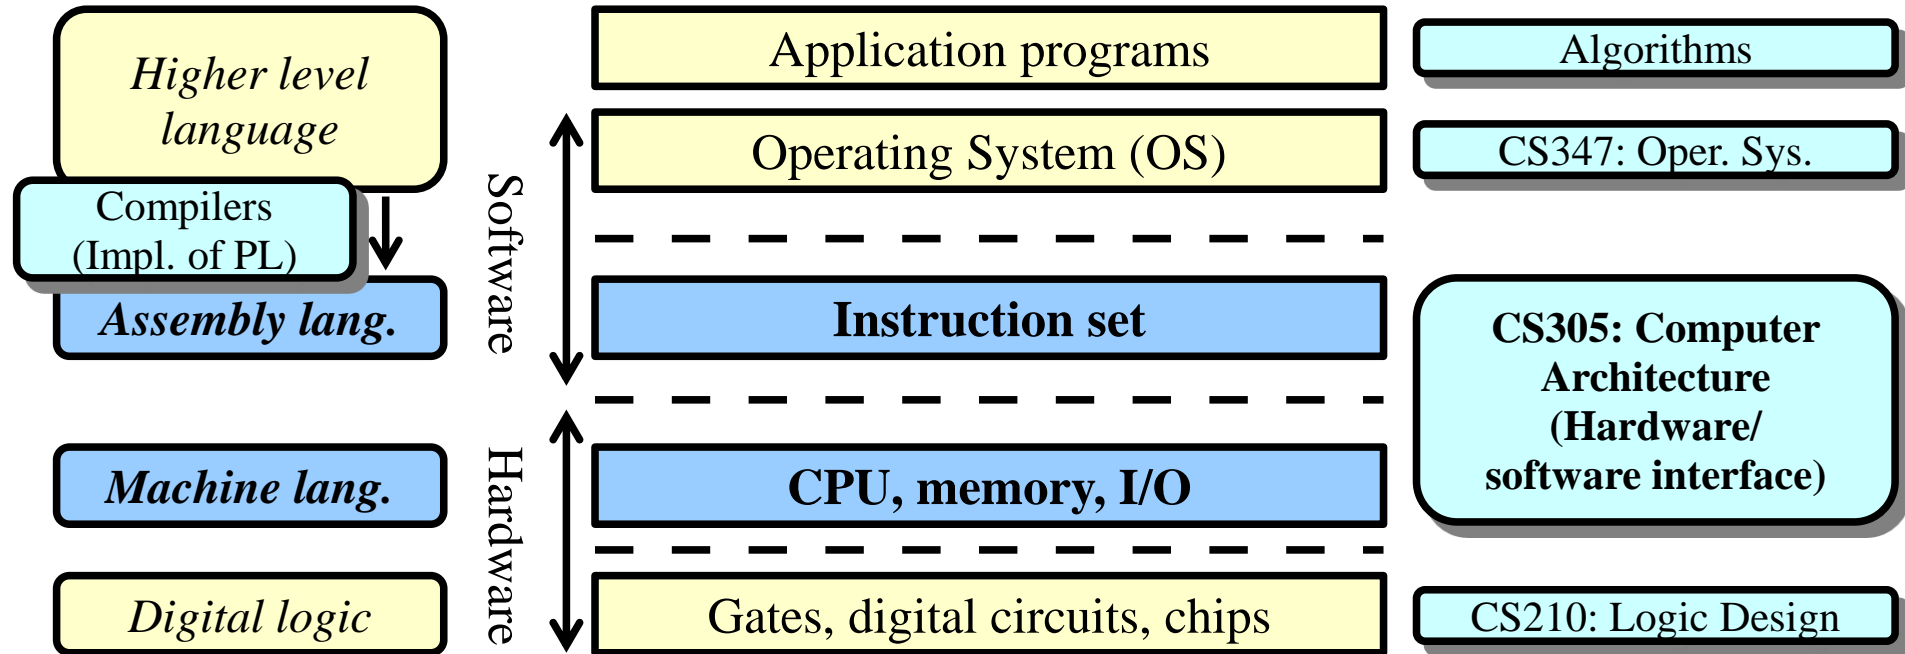 Higher level
language
Compilers
(Impl. of PL)
Assembly lang.
Machine lang.
Digital logic
Software
Hardware
Application programs
Operating System (OS)
Instruction set
CPU, memory, I/O
Gates, digital circuits, chips
Algorithms
CS347: Oper. Sys.
CS305: Computer
Architecture
(Hardware/
software interface)
CS210: Logic Design